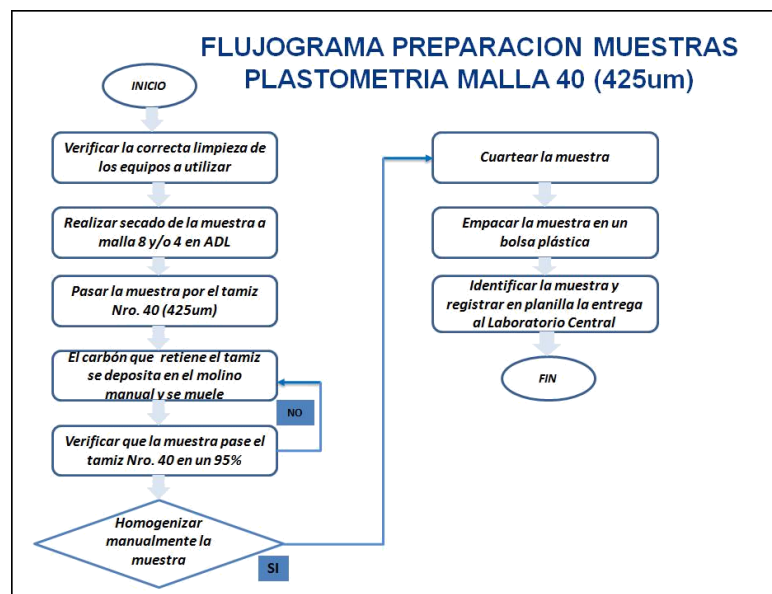 FLUJOGRAMA PREPARACION MUESTRAS
PLASTOMETRIA MALLA 40 (425um)
INICIO
Verificar la correcta limpieza de
los equipos a utilizar
Realizar secado de la muestra a
malla 8 y/o 4 en ADL
Pasar la muestra por el tamiz
Nro. 40 (425um)
El carbón que retiene el tamiz
se deposita en el molino
manual y se muele
NO
Verificar que la muestra pase el
tamiz Nro. 40 en un 95%
Homogenizar
manualmente la
muestra
SI
Cuartear la muestra
Empacar la muestra en un
bolsa plástica
Identificar la muestra y
registrar en planilla la entrega
al Laboratorio Central
FIN